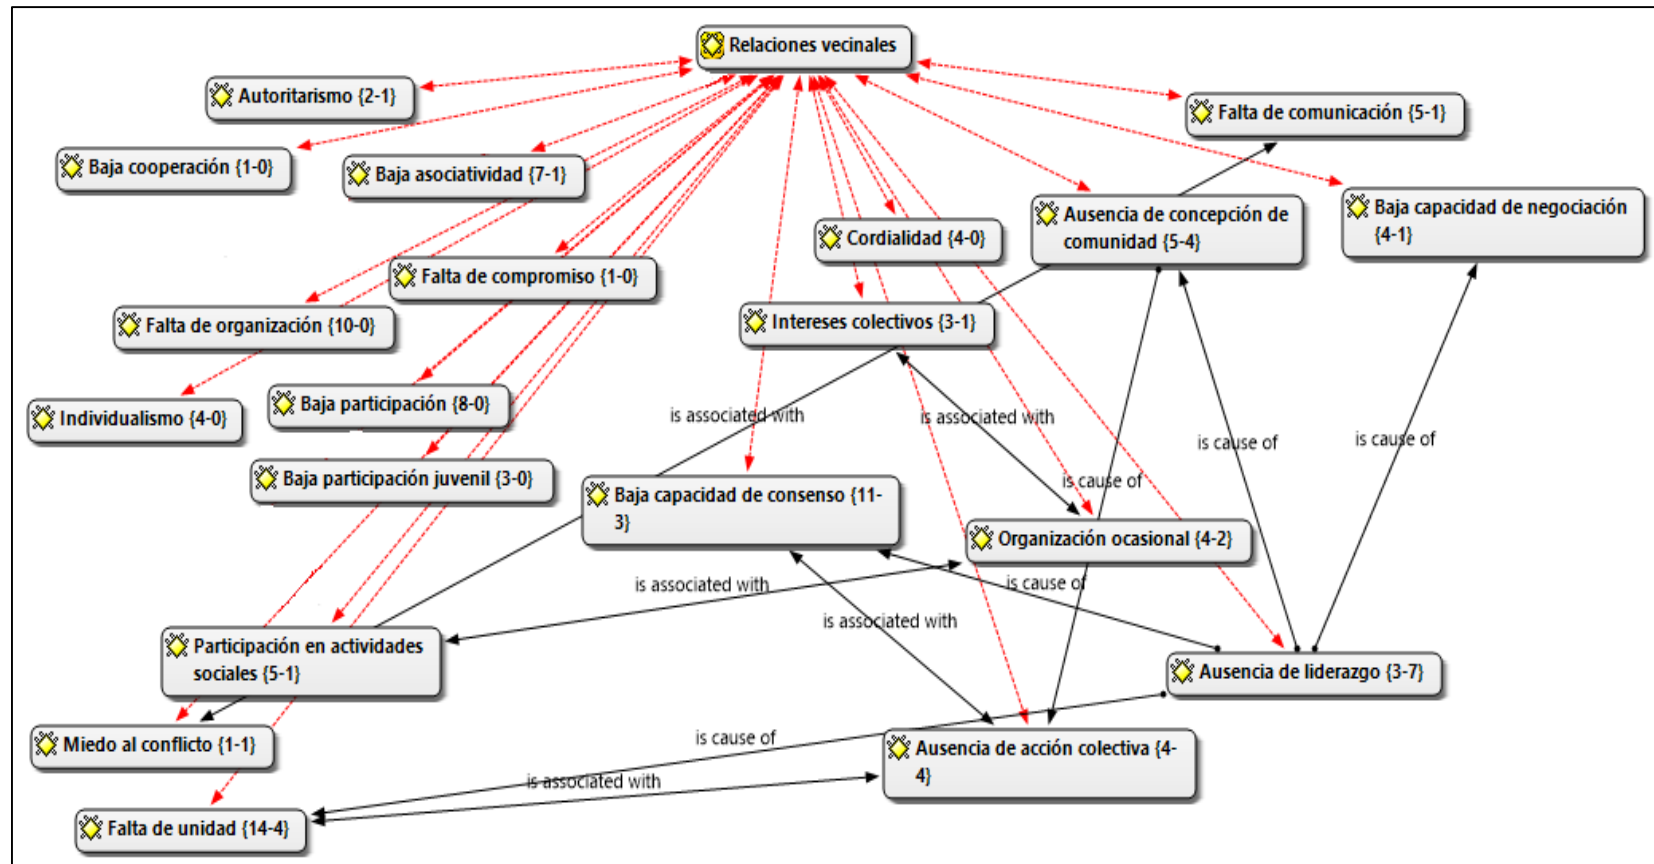 Relaciones vecinales
Autoritarismo {2-1}
Falta de comunicación {5-1}
Baja cooperación {1-0}
Baja asociatividad {7-1}
Ausencia de concepción de
comunidad {5-4}
Baja capacidad de negociación
{4-1}
Cordialidad {4-0}
Falta de compromiso {1-0}
Falta de organización {10-0}
Intereses colectivos {3-1}
Individualismo {4-0}
Baja participación {8-0}
is associated with
is associated with
is cause of
is cause of
Baja participación juvenil {3-0}
Baja capacidad de consenso {11-
3}
is cause of
Organización ocasional {4-2}
is associated with
is cause of
is associated with
Participación en actividades
sociales {5-1}
Ausencia de liderazgo {3-7}
Miedo al conflicto {1-1}
is cause of
Ausencia de acción colectiva {4-
4}
is associated with
Falta de unidad {14-4}